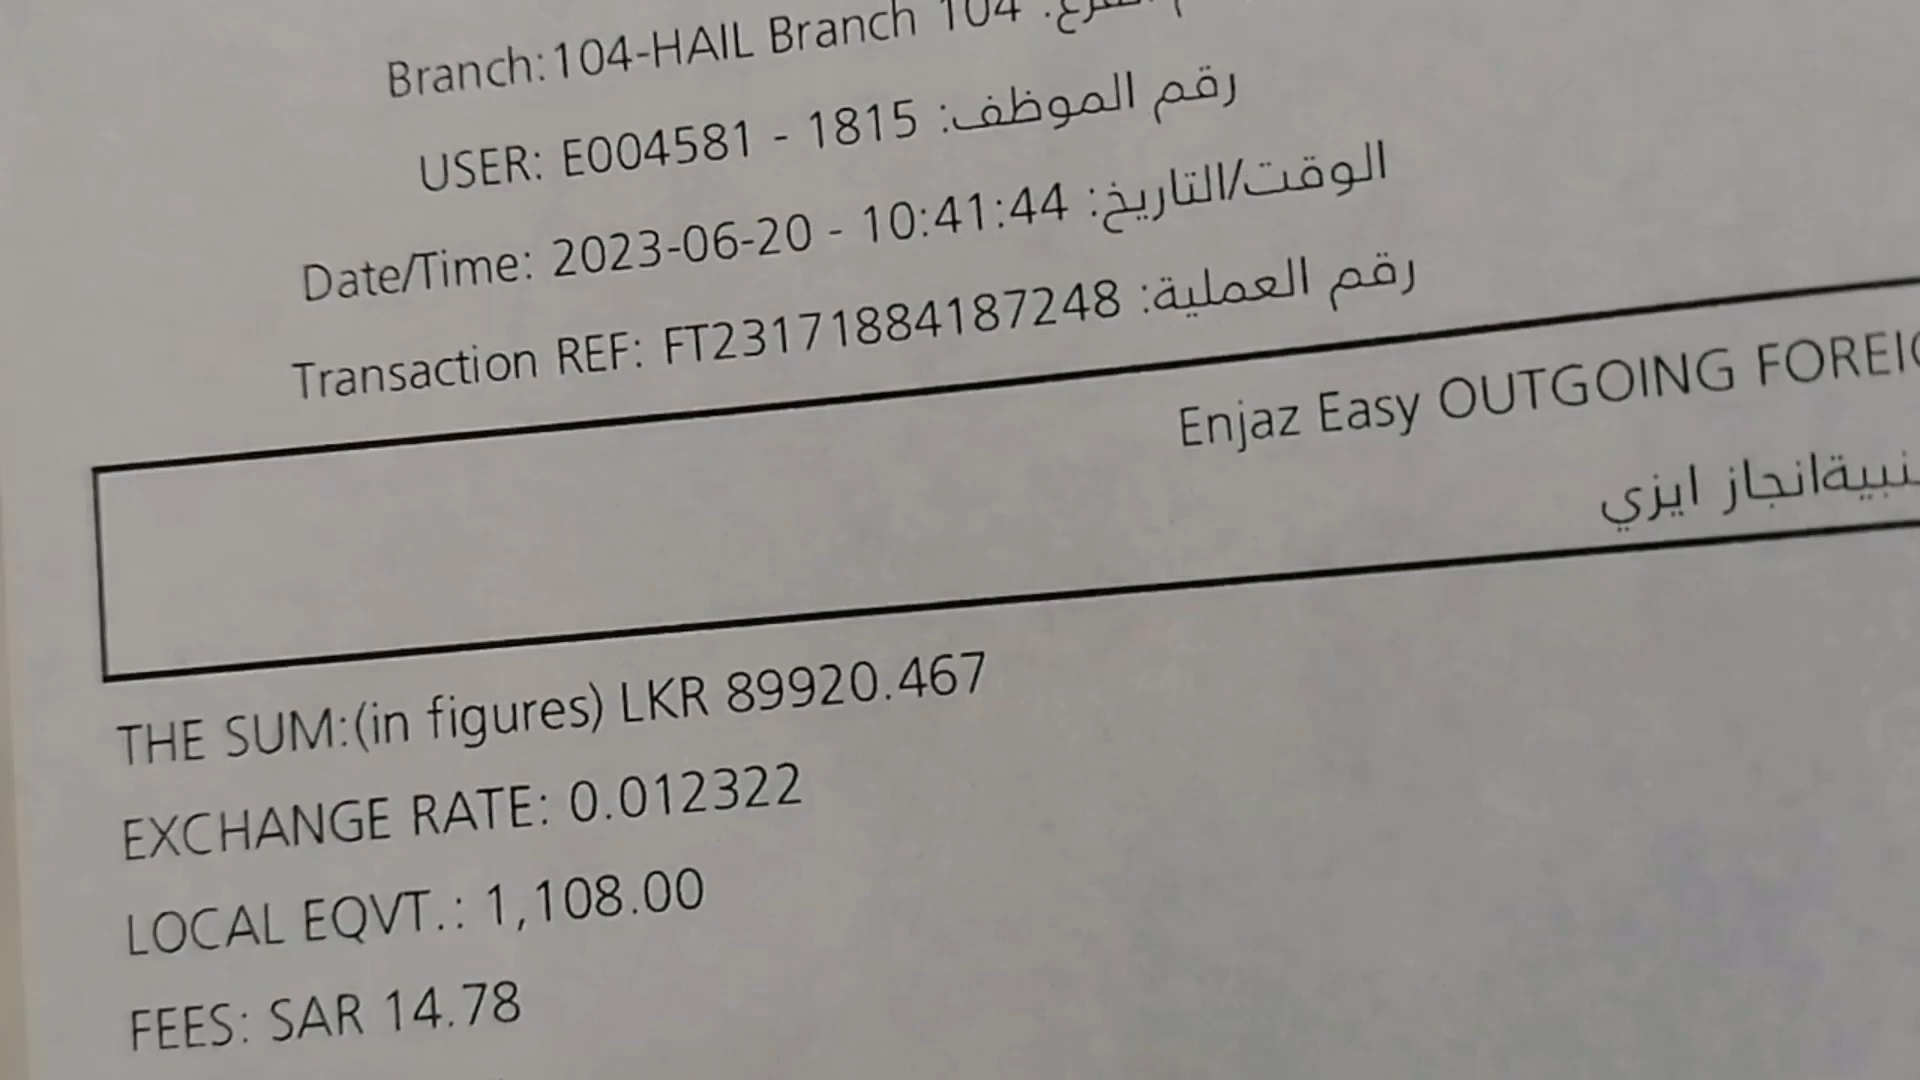 Branch:104-HAIL Branch 104
USER: E004581 - 1815 رقم الموظف:
Date/Time: 2023-06-20 - 10:41:44 الوقت/التاريخ:
Transaction REF: FT23171884187248 رقم العملية:
Enjaz Easy OUTGOING
انجاز ايزي
THE SUM:(in figures) LKR 89920.467
EXCHANGE RATE: 0.012322
LOCAL EQVT.: 1,108.00
FEES: SAR 14.78